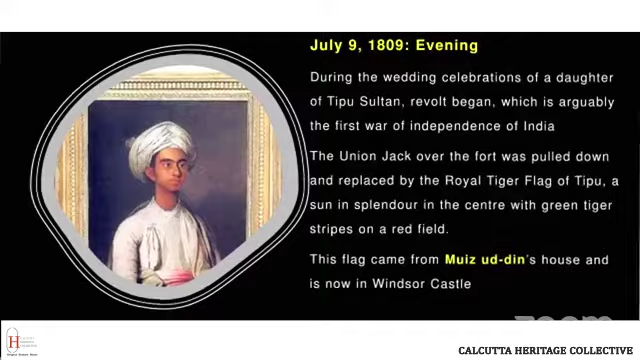 July 9, 1809: Evening
During the wedding celebrations of a daughter
of Tipu Sultan, revolt began, which is arguably
the first war of independence of India
The Union Jack over the fort was pulled down
and replaced by the Royal Tiger Flag of Tipu, a
sun in splendour in the centre with green tiger
stripes on a red field.
This flag came from Muiz ud-din's house and
is now in Windsor Castle
zoom
H
CALCUTTA HERITAGE COLLECTIVE